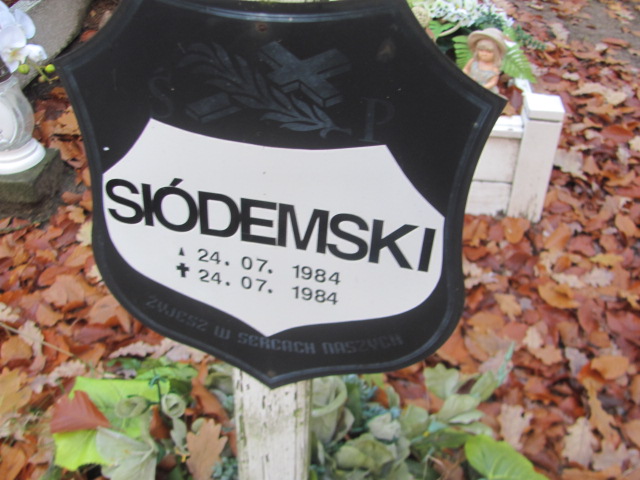 Ś P
SIÓDEMSKI
24. 07. 1984
✝ 24. 07. 1984
ŻYJESZ W SERCACH NASZYCH